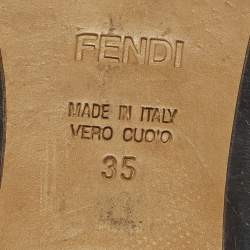 FENDI
MADE IN ITALY
VERO CUOIO
35